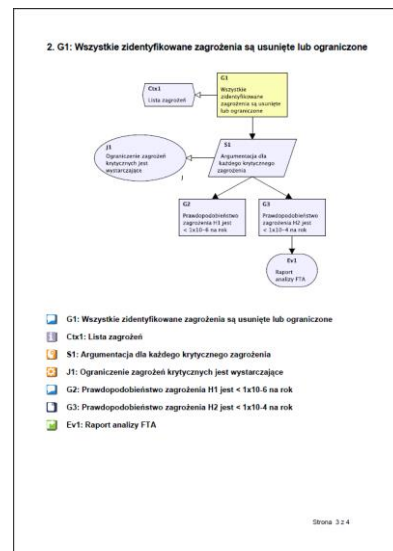 2. G1: Wszystkie zidentyfikowane zagrożenia są usunięte lub ograniczone
G1
Wszystkie
zidentyfikowane
zagrożenia są usunięte
lub ograniczone
Ctx1
Lista zagrożeń
J1
Ograniczenie zagrożeń
krytycznych jest
wystarczające
J
S1
Argumentacja dla
każdego krytycznego
zagrożenia
G2
Prawdopodobieństwo
zagrożenia H1 jest
< 1x10-6 na rok
G3
Prawdopodobieństwo
zagrożenia H2 jest
< 1x10-4 na rok
Ev1
Raport
analizy FTA
G1: Wszystkie zidentyfikowane zagrożenia są usunięte lub ograniczone
Ctx1: Lista zagrożeń
S1: Argumentacja dla każdego krytycznego zagrożenia
J1: Ograniczenie zagrożeń krytycznych jest wystarczające
G2: Prawdopodobieństwo zagrożenia H1 jest < 1x10-6 na rok
G3: Prawdopodobieństwo zagrożenia H2 jest < 1x10-4 na rok
Ev1: Raport analizy FTA
Strona 3 z 4